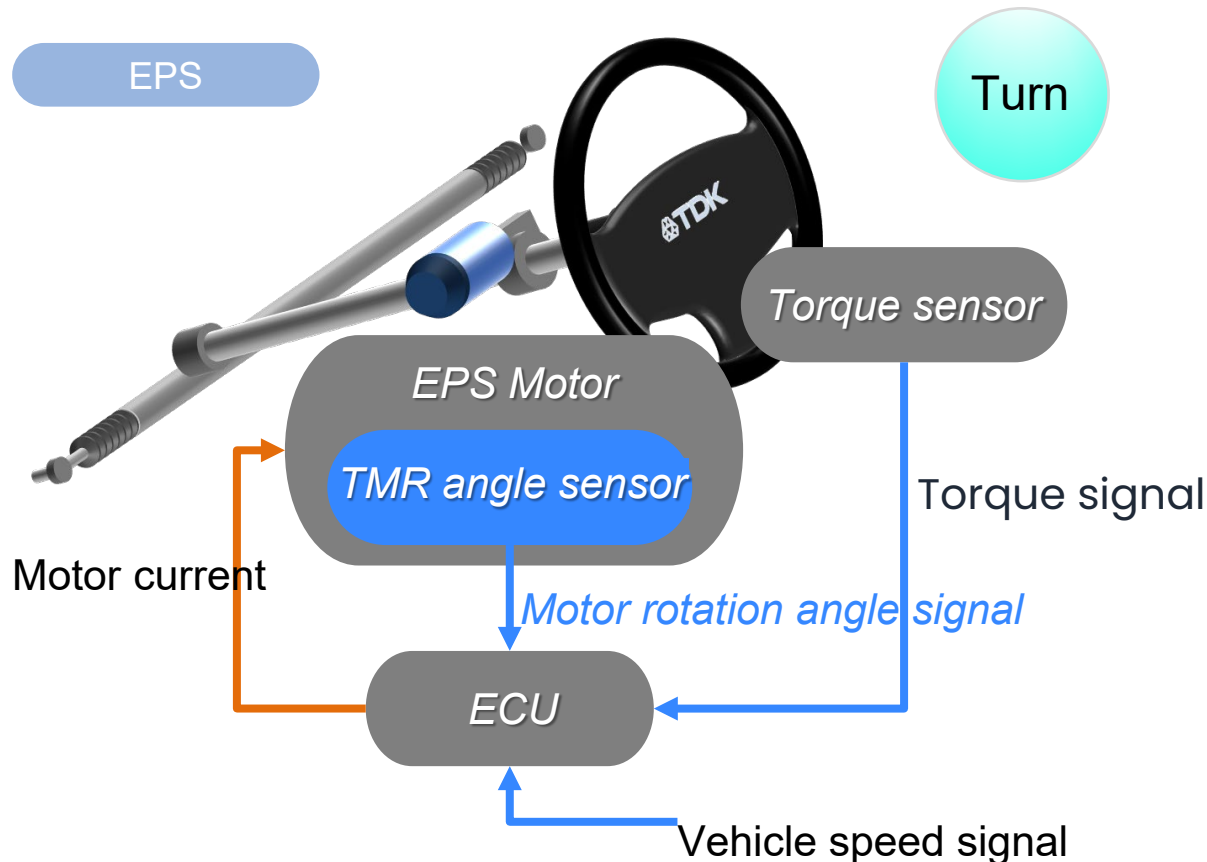 EPS
Turn
TDK
Torque sensor
EPS Motor
TMR angle sensor
Torque signal
Motor current
Motor rotation angle signal
ECU
Vehicle speed signal